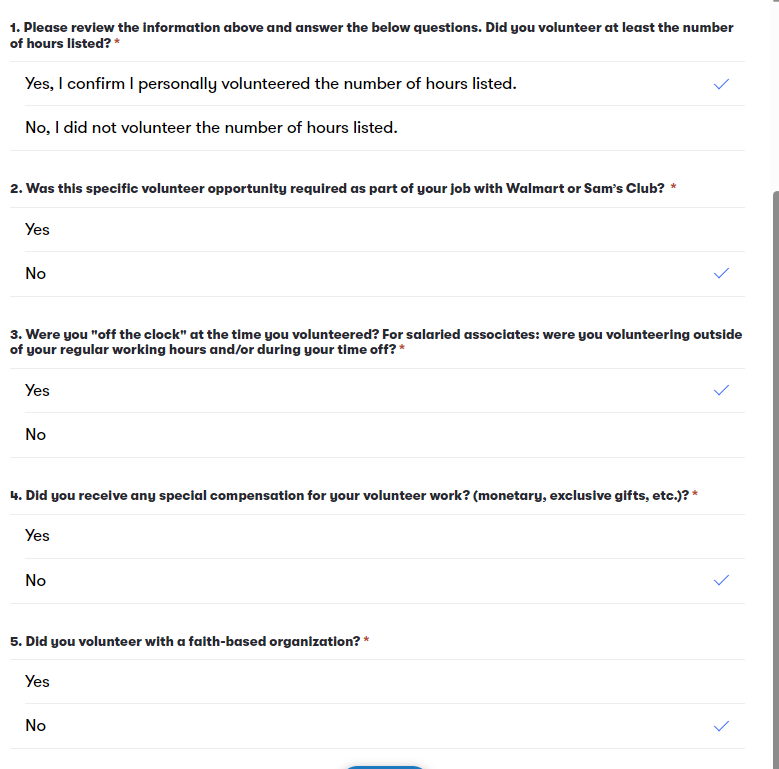 1. Please review the information above and answer the below questions. Did you volunteer at least the number
of hours listed? *
Yes, I confirm I personally volunteered the number of hours listed.
No, I did not volunteer the number of hours listed.
2. Was this specific volunteer opportunity required as part of your job with Walmart or Sam's Club? *
Yes
No
3. Were you "off the clock" at the time you volunteered? For salaried associates: were you volunteering outside
of your regular working hours and/or during your time off? *
Yes
No
4. Did you receive any special compensation for your volunteer work? (monetary, exclusive gifts, etc.)? *
Yes
No
5. Did you volunteer with a faith-based organization? *
Yes
No